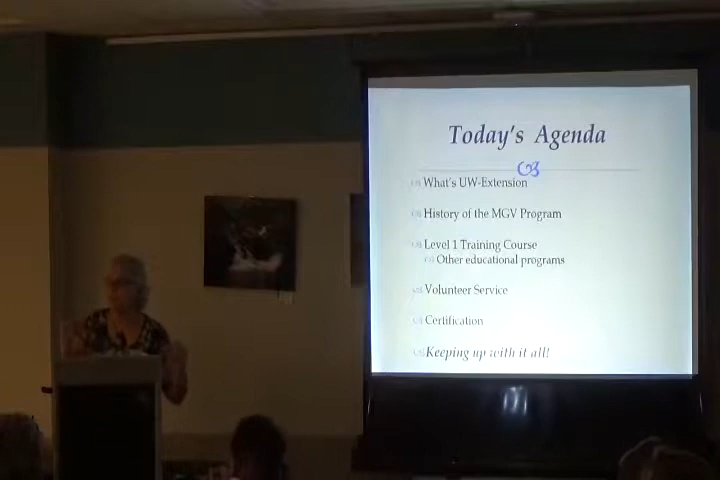 Today's Agenda
What's UW-Extension
History of the MGV Program
Level 1 Training Course
Other educational programs
Volunteer Service
Certification
Keeping up with it all!